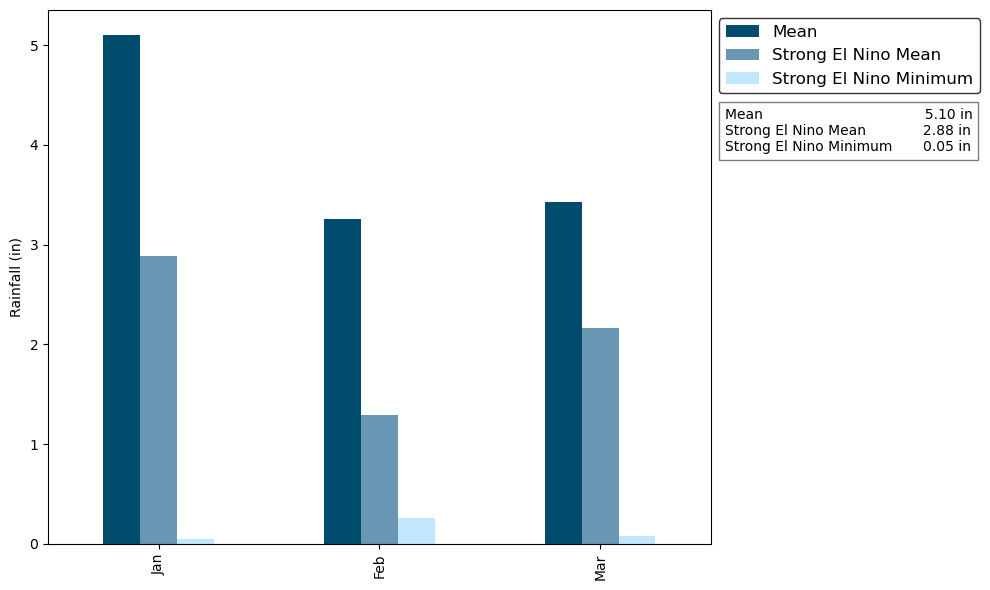 Rainfall (in)
5
4
3
2
1
0
Jan
Feb
Mar
Mean
Strong El Nino Mean
Strong El Nino Minimum
Mean 5.10 in
Strong El Nino Mean 2.88 in
Strong El Nino Minimum 0.05 in